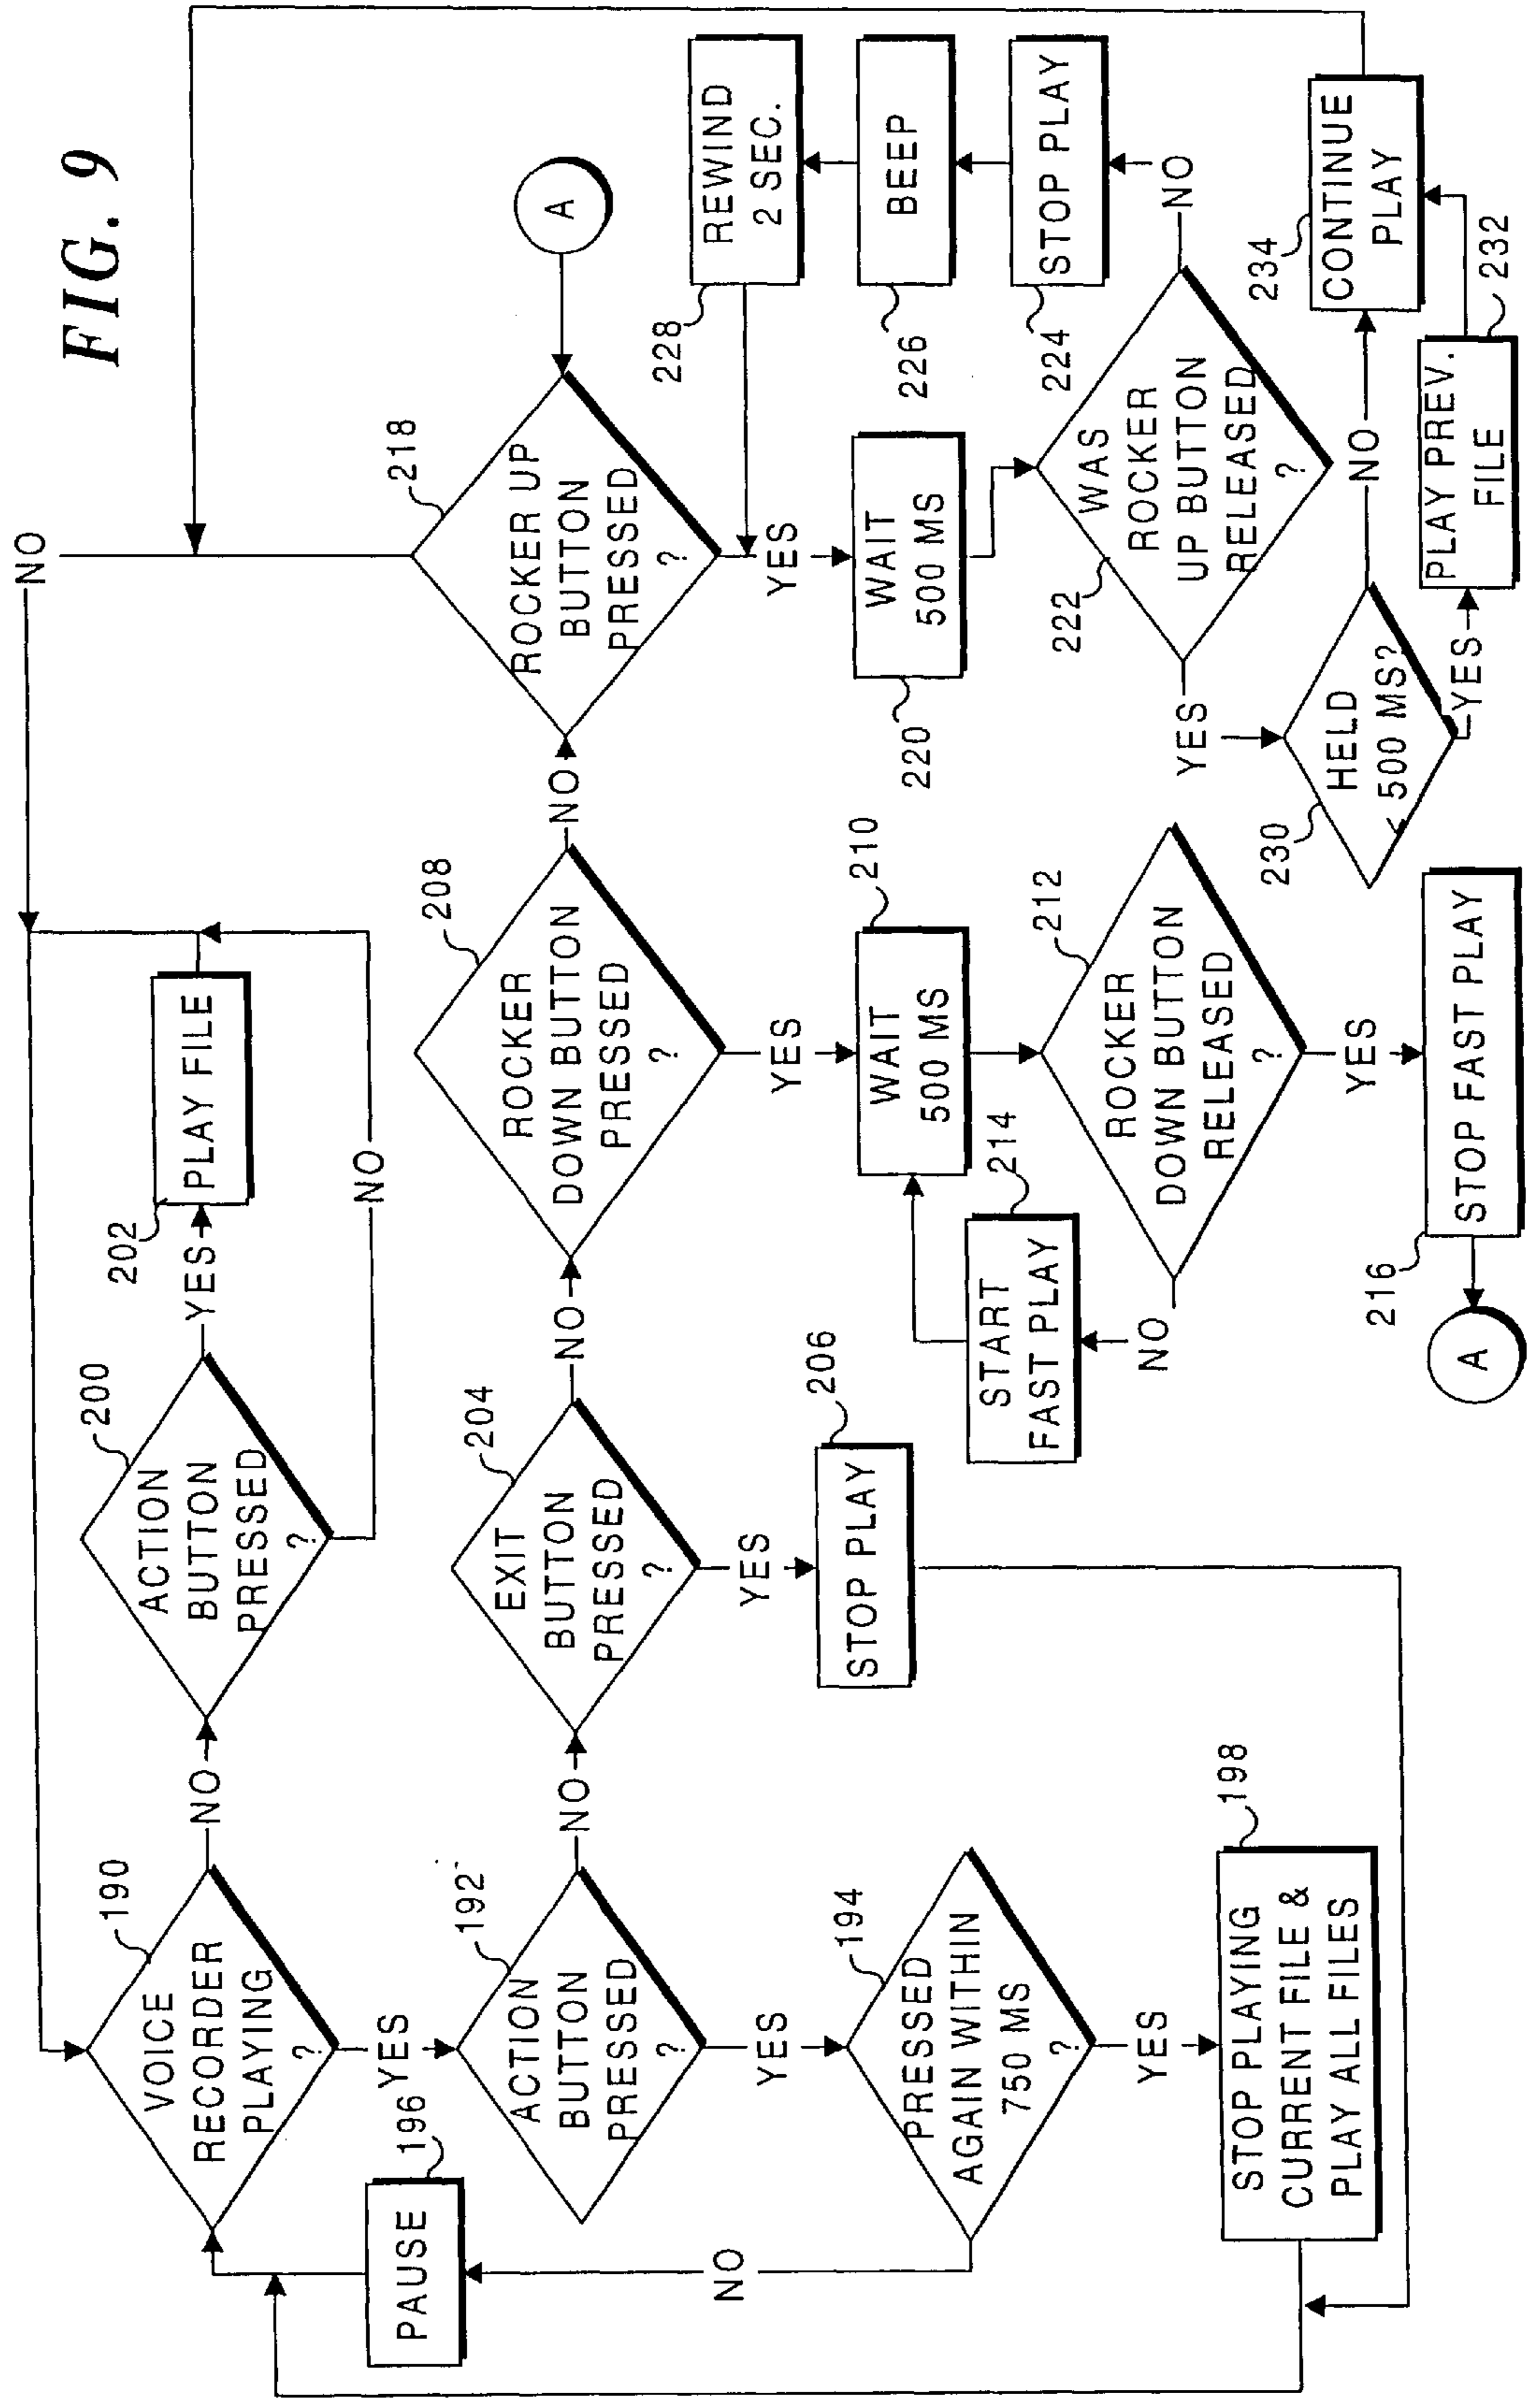 FIG. 9
NO
VOICE
RECORDER
PLAYING
?
190
NO
ACTION
BUTTON
PRESSED
?
200
YES
202
PLAY FILE
NO
YES
PAUSE
196
ACTION
BUTTON
PRESSED
?
192
NO
EXIT
BUTTON
PRESSED
?
204
NO
ROCKER
DOWN BUTTON
PRESSED
?
208
NO
ROCKER UP
BUTTON
PRESSED
?
218
A
YES
YES
YES
YES
NO
PRESSED
AGAIN WITHIN
750 MS
?
194
STOP PLAY
206
START
FAST PLAY
214
WAIT
500 MS
210
WAIT
500 MS
220
REWIND
2 SEC.
228
BEEP
226
STOP PLAY
224
NO
NO
ROCKER
DOWN BUTTON
RELEASED
?
212
WAS
ROCKER
UP BUTTON
RELEASED
?
222
YES
YES
STOP PLAYING
CURRENT FILE &
PLAY ALL FILES
198
YES
HELD
< 500 MS?
230
NO
CONTINUE
PLAY
234
YES
PLAY PREV.
FILE
232
STOP FAST PLAY
216
A